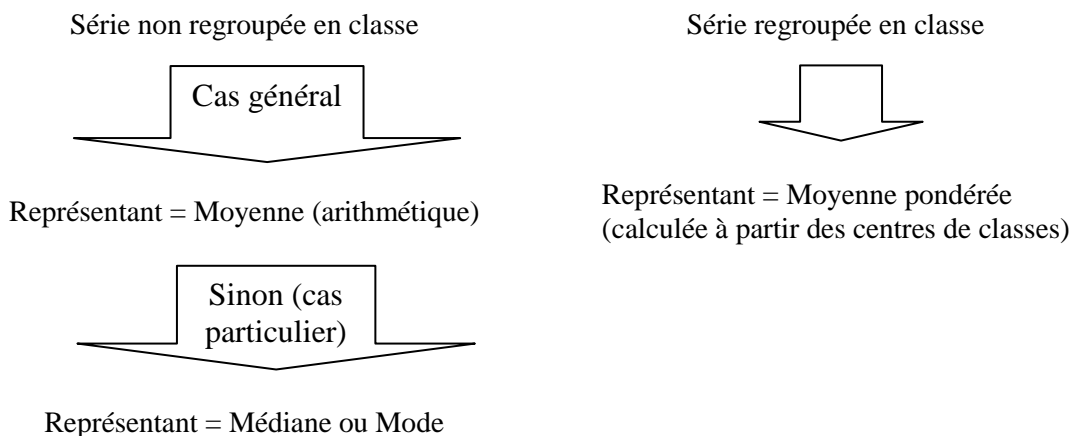 Série non regroupée en classe
Cas général
Représentant = Moyenne (arithmétique)
Sinon (cas
particulier)
Représentant = Médiane ou Mode
Série regroupée en classe
Représentant = Moyenne pondérée
(calculée à partir des centres de classes)